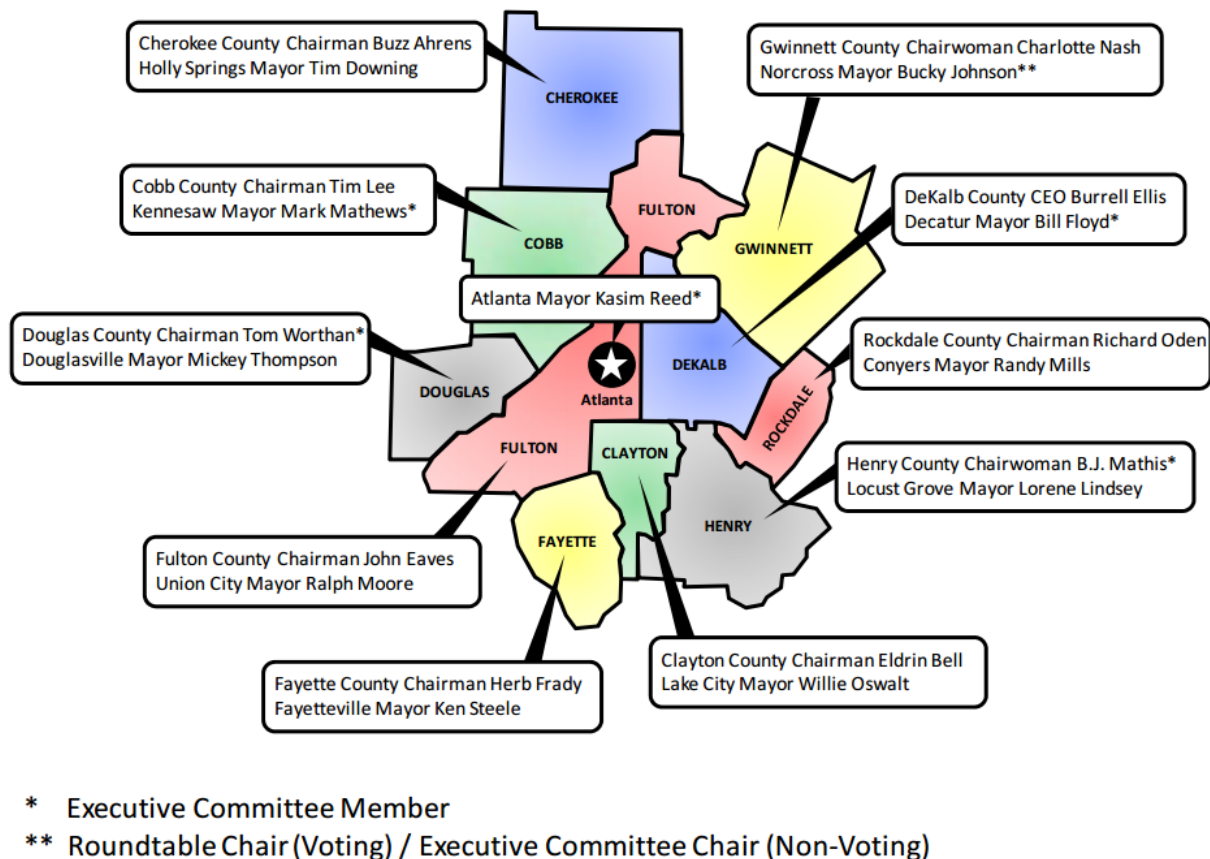 Cherokee County Chairman Buzz Ahrens
Holly Springs Mayor Tim Downing
Gwinnett County Chairwoman Charlotte Nash
Norcross Mayor Bucky Johnson**
CHEROKEE
Cobb County Chairman Tim Lee
Kennesaw Mayor Mark Mathews*
DeKalb County CEO Burrell Ellis
Decatur Mayor Bill Floyd*
FULTON
COBB
GWINNETT
Atlanta Mayor Kasim Reed*
Douglas County Chairman Tom Worthan*
Douglasville Mayor Mickey Thompson
Rockdale County Chairman Richard Oden
Conyers Mayor Randy Mills
DEKALB
DOUGLAS
Atlanta
ROCKDALE
FULTON
CLAYTON
Henry County Chairwoman B.J. Mathis*
Locust Grove Mayor Lorene Lindsey
HENRY
FAYETTE
Fulton County Chairman John Eaves
Union City Mayor Ralph Moore
Clayton County Chairman Eldrin Bell
Lake City Mayor Willie Oswalt
Fayette County Chairman Herb Frady
Fayetteville Mayor Ken Steele
* Executive Committee Member
** Roundtable Chair (Voting) / Executive Committee Chair (Non-Voting)